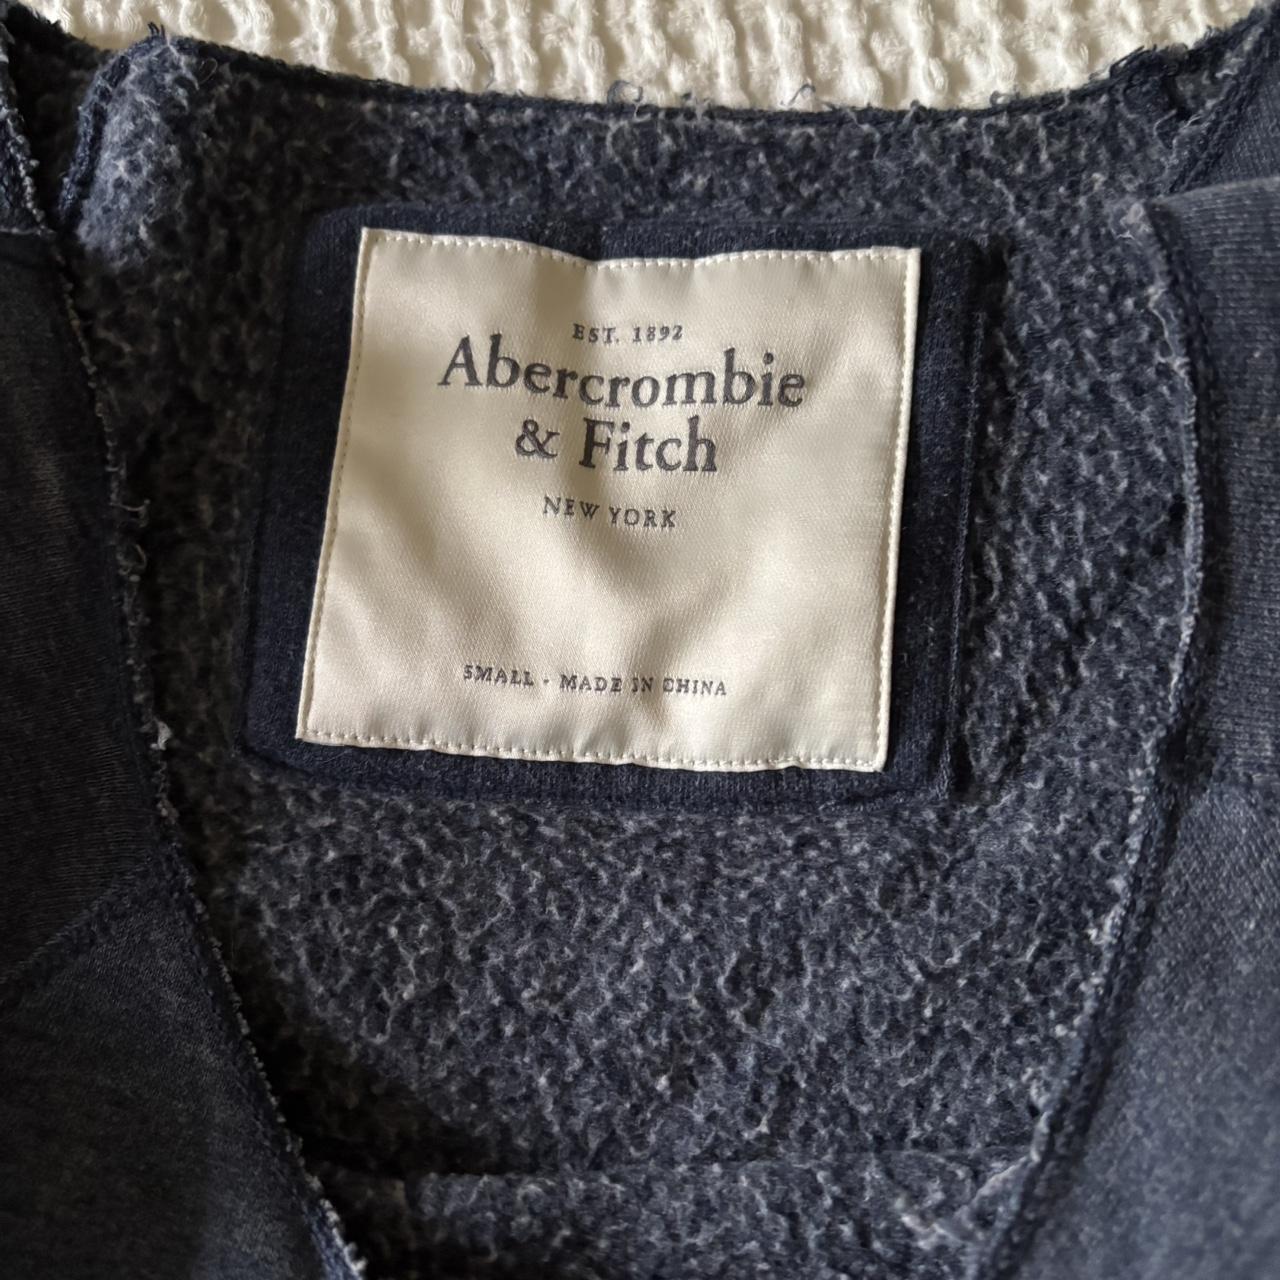 EST. 1892
Abercrombie
& Fitch
NEW YORK
SMALL - MADE IN CHINA